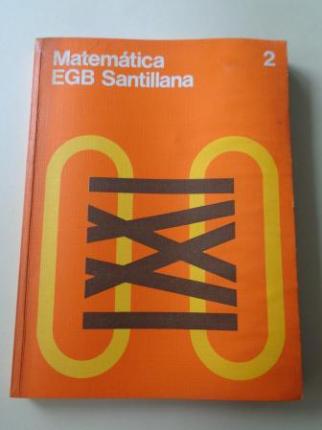 Matemática 2
EGB Santillana